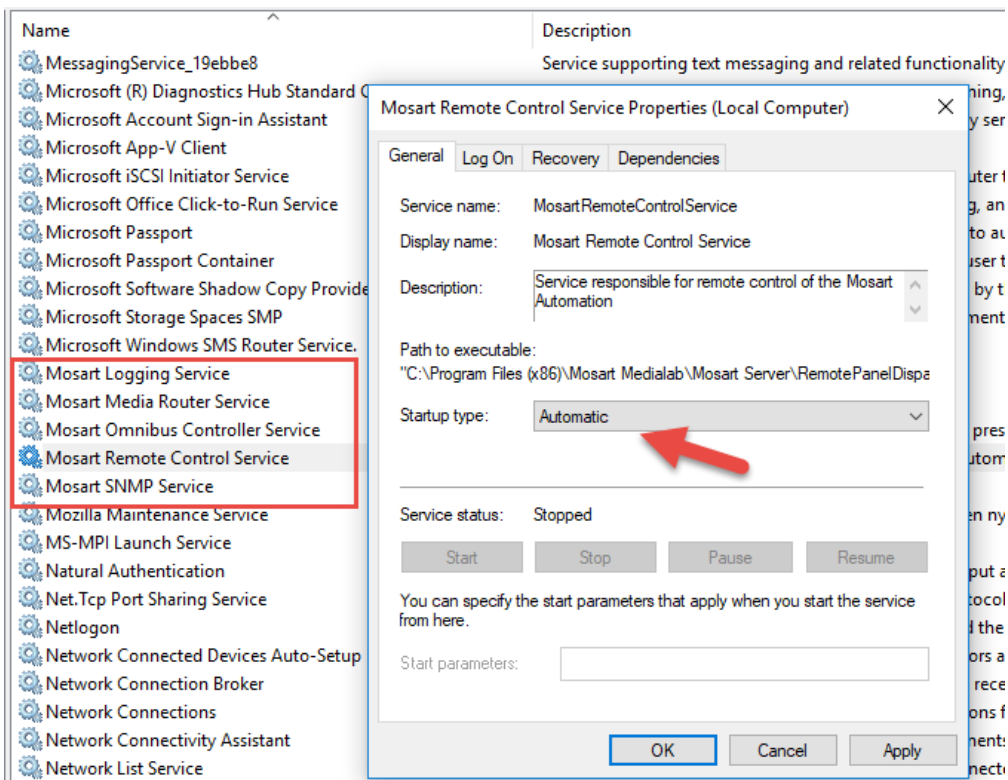 Name Description
MessagingService_19ebbe8 Service supporting text messaging and related functionality
Microsoft (R) Diagnostics Hub Standard
Microsoft Account Sign-in Assistant
Microsoft App-V Client
Microsoft iSCSI Initiator Service
Microsoft Office Click-to-Run Service
Microsoft Passport
Microsoft Passport Container
Microsoft Software Shadow Copy Provide
Microsoft Storage Spaces SMP
Microsoft Windows SMS Router Service.
Mosart Logging Service
Mosart Media Router Service
Mosart Omnibus Controller Service
Mosart Remote Control Service
Mosart SNMP Service
Mozilla Maintenance Service
MS-MPI Launch Service
Natural Authentication
Net.Tcp Port Sharing Service
Netlogon
Network Connected Devices Auto-Setup
Network Connection Broker
Network Connections
Network Connectivity Assistant
Network List Service
Mosart Remote Control Service Properties (Local Computer)
General Log On Recovery Dependencies
Service name: MosartRemoteControlService
Display name: Mosart Remote Control Service
Description: Service responsible for remote control of the Mosart
Automation
Path to executable:
"C:\Program Files (x86)\Mosart Medialab\Mosart Server\RemotePanelDispa
Startup type: Automatic
Service status: Stopped
Start Stop Pause Resume
You can specify the start parameters that apply when you start the service
from here.
Start parameters:
OK Cancel Apply